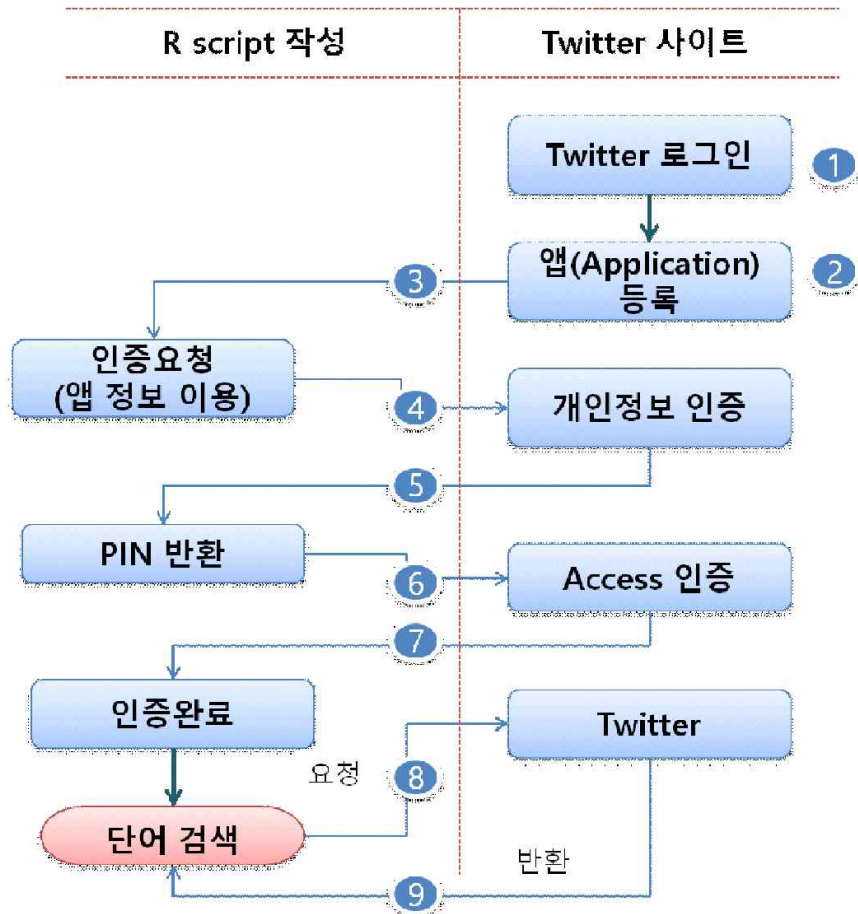 R script 작성
Twitter 사이트
Twitter 로그인
1
앱(Application)
등록
2
3
인증요청
(앱 정보 이용)
4
개인정보 인증
5
PIN 반환
6
Access 인증
7
인증완료
Twitter
요청
8
단어 검색
반환
9